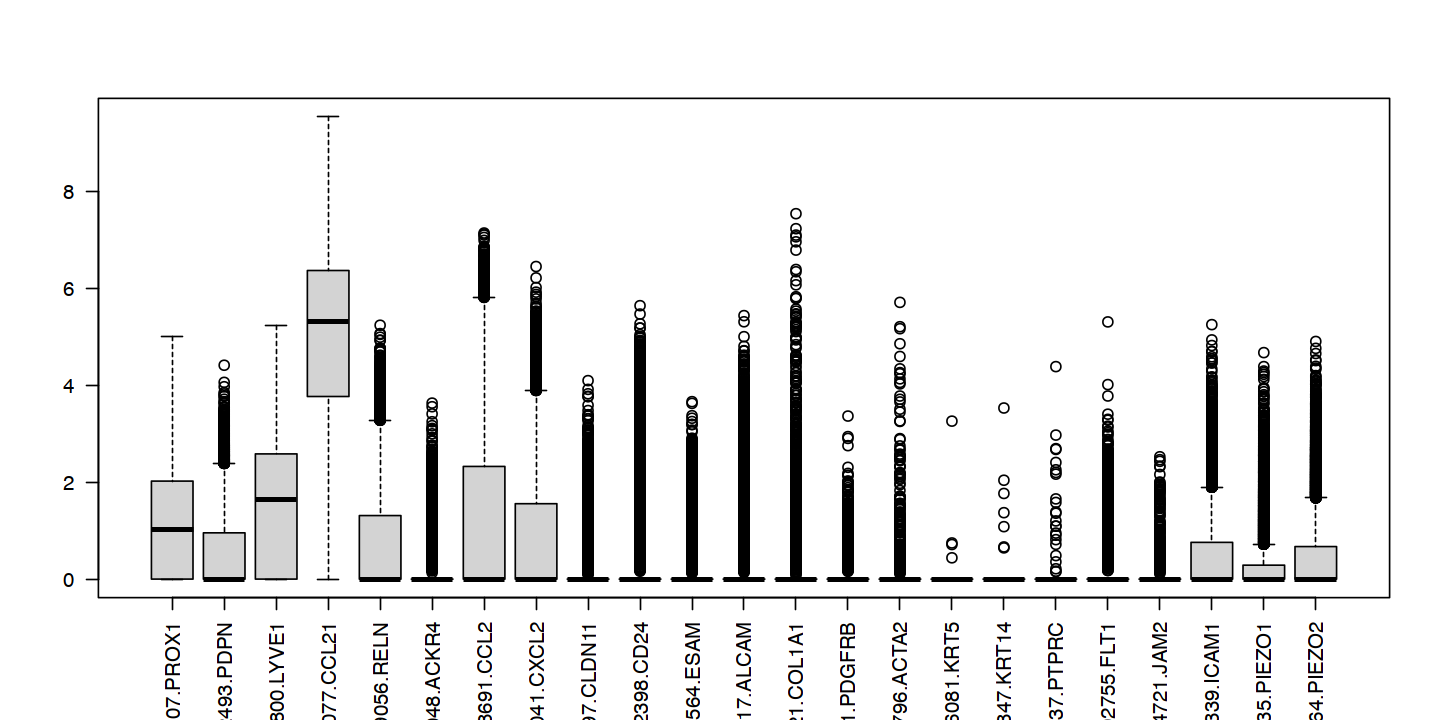 8
6
4
2
0
07.PROX1
493.PDPN
800.LYVE1
077.CCL21
9056.RELN
048.ACKR4
8691.CCL2
041.CXCL2
97.CLDN11
2398.CD24
564.ESAM
17.ALCAM
21.COL1A1
1.PDGFRB
796.ACTA2
6081.KRT5
347.KRT14
37.PTPRC
2755.FLT1
4721.JAM2
339.ICAM1
35.PIEZO1
64.PIEZO2